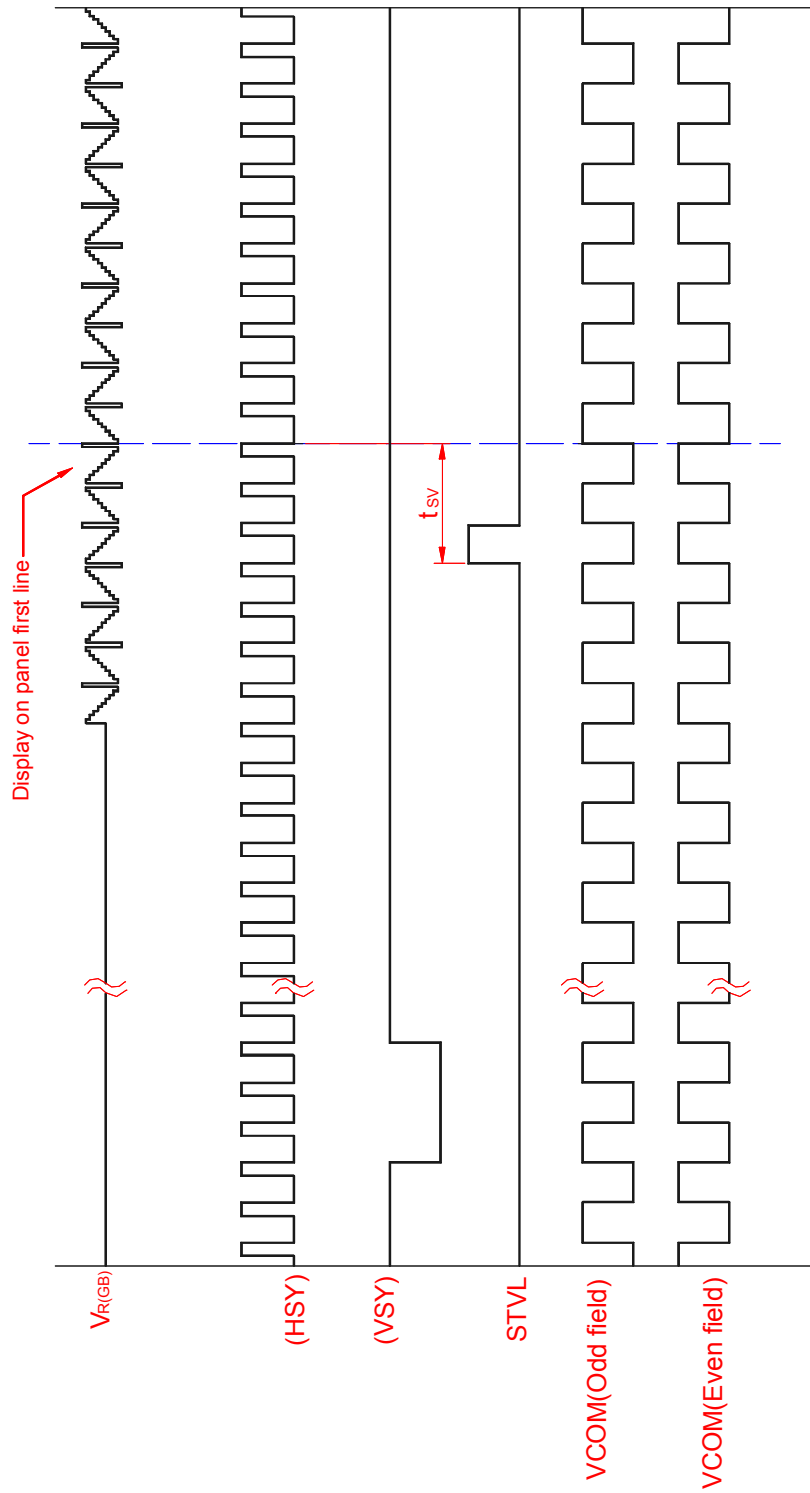 Display on panel first line
VR(GB)
(HSY)
(VSY)
tSV
STVL
VCOM(Odd field)
VCOM(Even field)